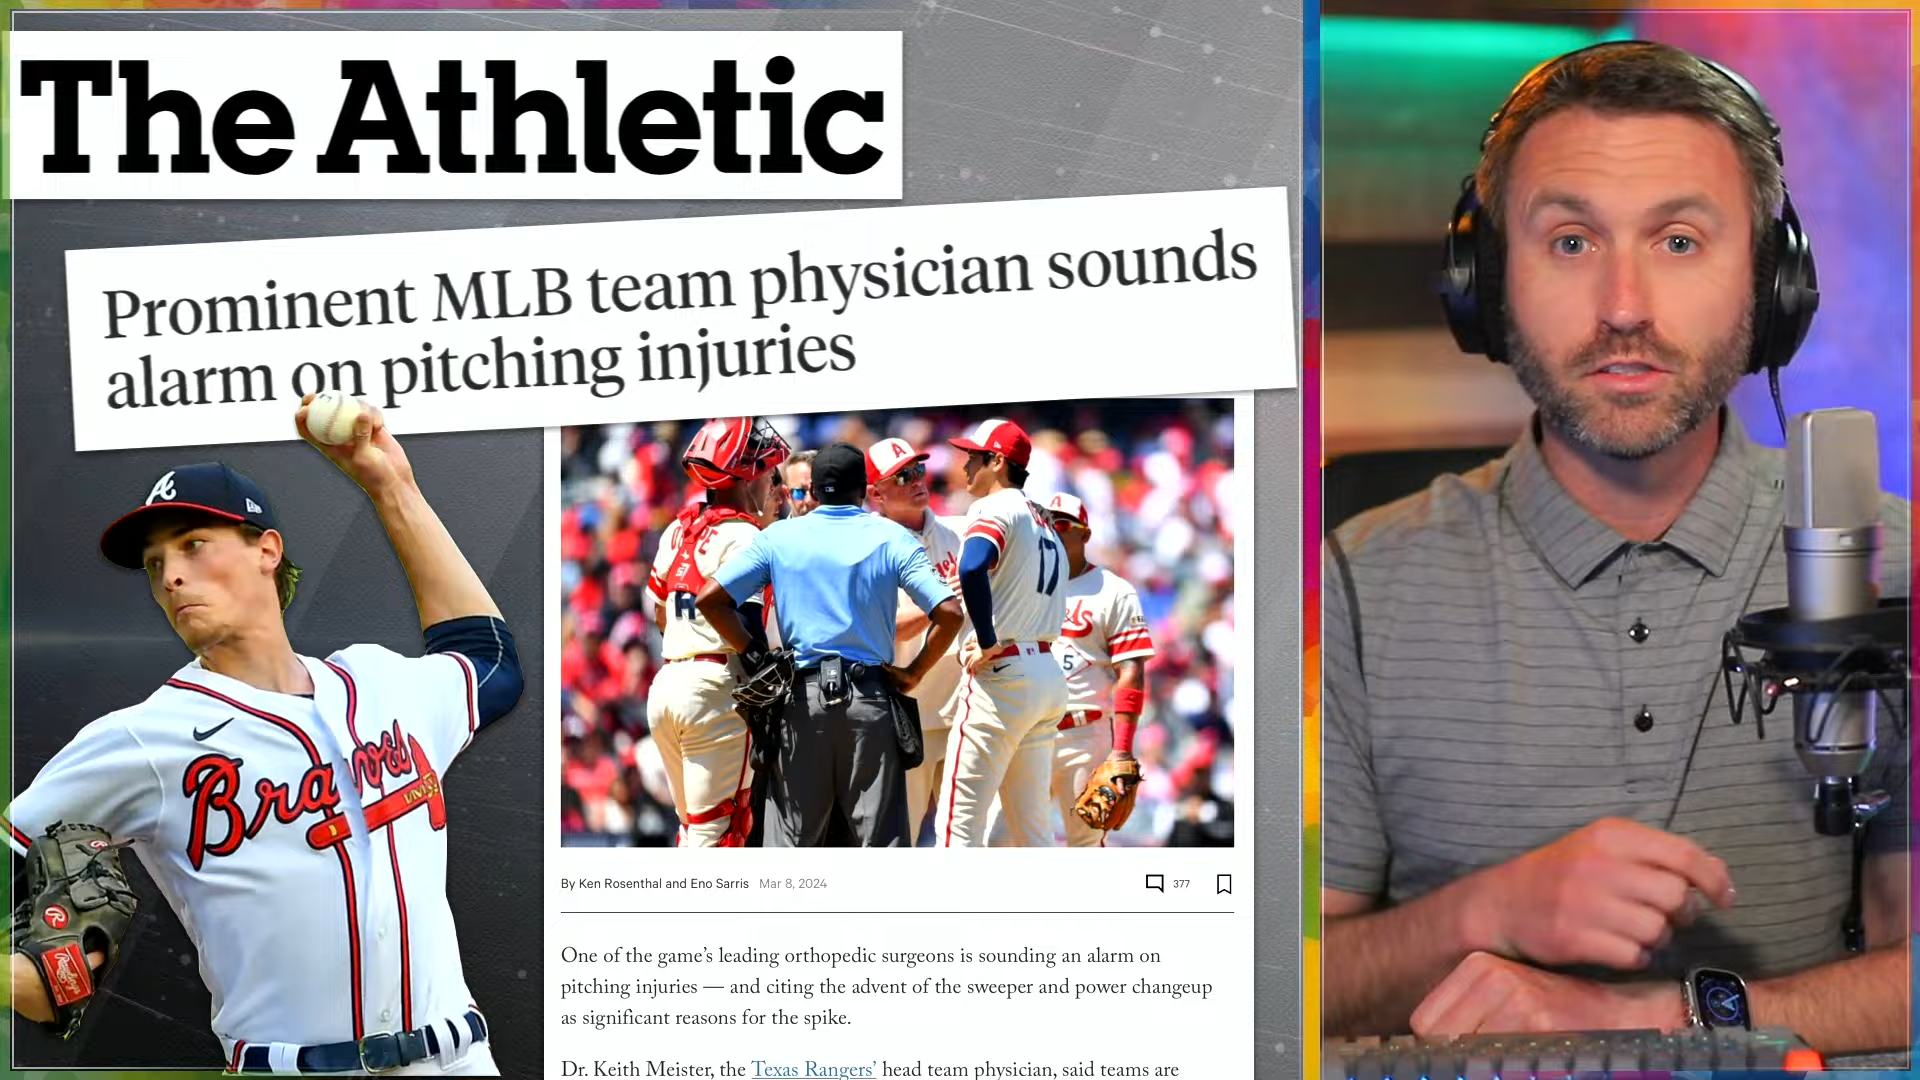 The Athletic
Prominent MLB team physician sounds
alarm on pitching injuries
A
A
A
17
5
Braves
By Ken Rosenthal and Eno Sarris Mar 8, 2024
377
One of the game's leading orthopedic surgeons is sounding an alarm on
pitching injuries — and citing the advent of the sweeper and power changeup
as significant reasons for the spike.
Dr. Keith Meister, the Texas Rangers' head team physician, said teams are